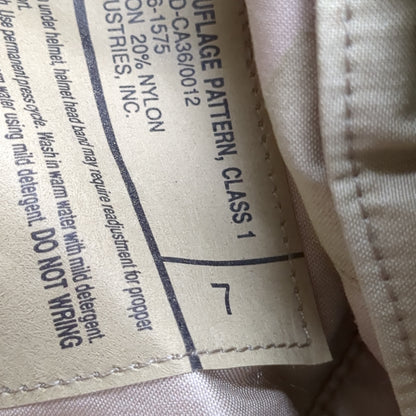 UFLAGE PATTERN, CLASS 1
D-CA36/0012
6-1575
ON 20% NYLON
USTRIES, INC.
L
under helmet, helmet head band may require readjustment for propper
Use permanent/press cycle. Wash in warm water with mild detergent.
water using mild detergent. DO NOT WRING